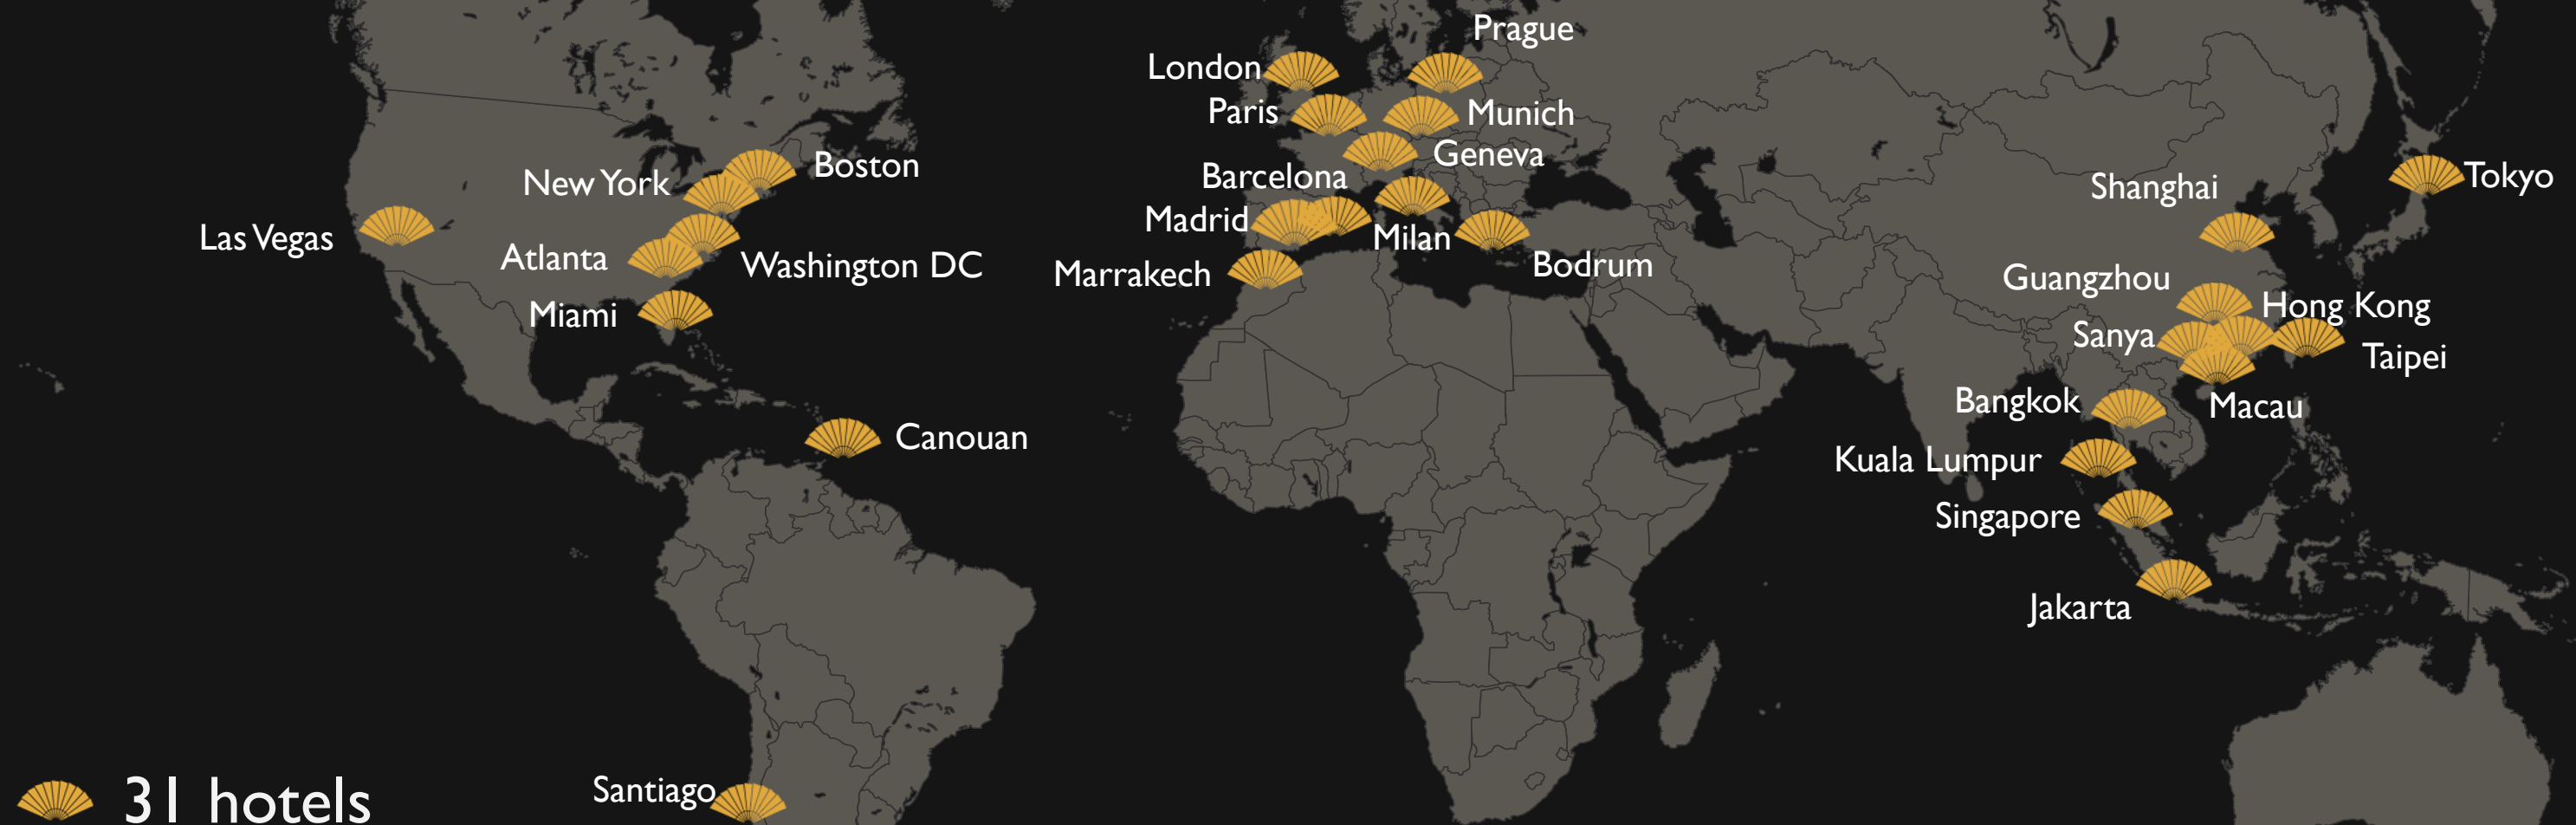 Prague
London
Paris
Munich
Geneva
Boston
New York
Barcelona
Tokyo
Shanghai
Las Vegas
Madrid
Milan
Atlanta
Washington DC
Marrakech
Bodrum
Guangzhou
Hong Kong
Miami
Sanya
Taipei
Bangkok
Macau
Canouan
Kuala Lumpur
Singapore
Jakarta
Santiago
31 hotels